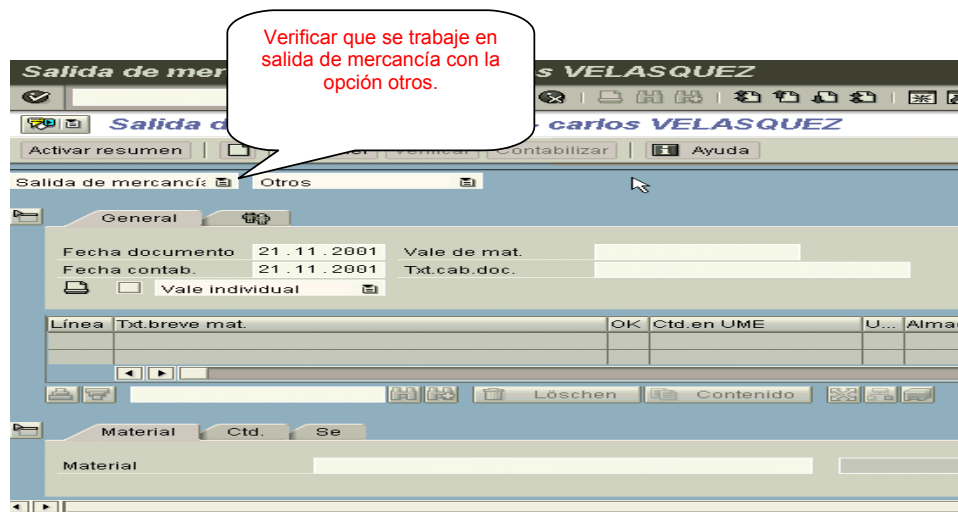 Verificar que se trabaje en
salida de mercancía con la
opción otros.
Salida de mer s VELASQUEZ
Salida d carlos VELASQUEZ
Activar resumen Contabilizar Ayuda
Salida de mercancía Otros
General
Fecha documento 21.11.2001 Vale de mat.
Fecha contab. 21.11.2001 Txt.cab.doc.
Vale individual
Línea Txt.breve mat. OK Ctd.en UME U... Alma
Löschen Contenido
Material Ctd. Se
Material